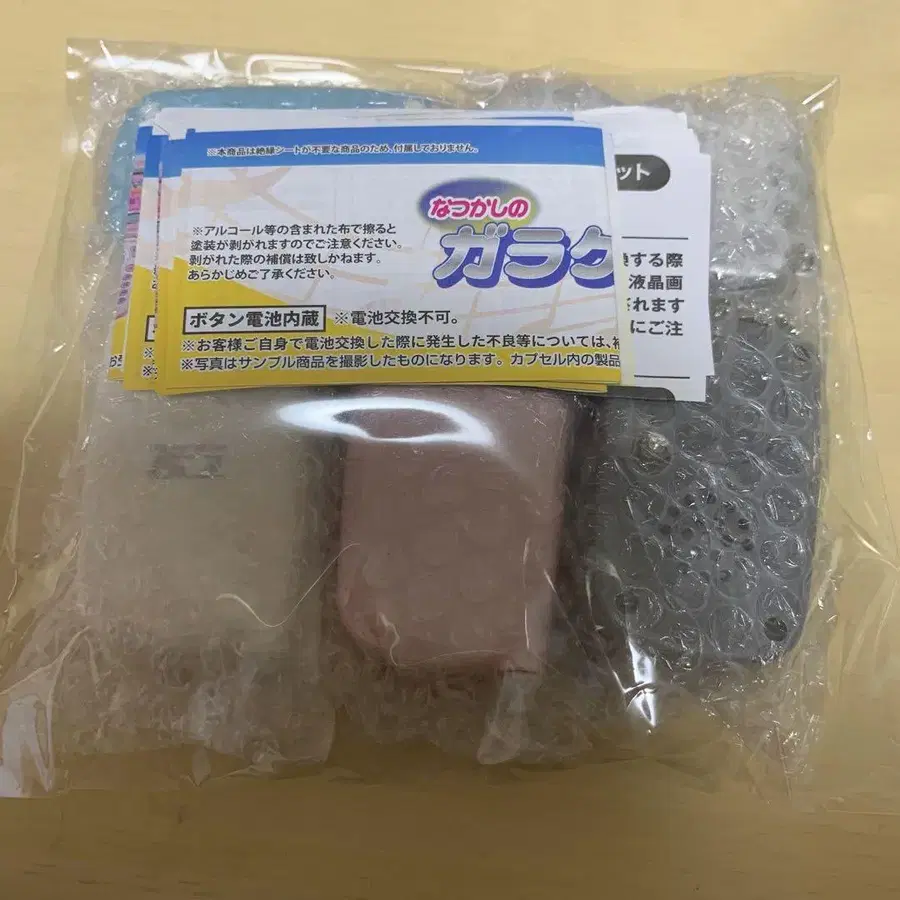 ※本商品は絶縁シートが不要な商品のため、付属しておりません。
なつかしの
ガラケ
※アルコール等の含まれた布で擦ると
塗装が剥がれますのでご注意ください。
剥がれた際の補償は致しかねます。
あらかじめご了承ください。
ボタン電池内蔵 ※電池交換不可。
※お客様ご自身で電池交換した際に発生した不良等については、補
※写真はサンプル商品を撮影したものになります。カプセル内の製品
ット
する際
液晶画
れます
にご注